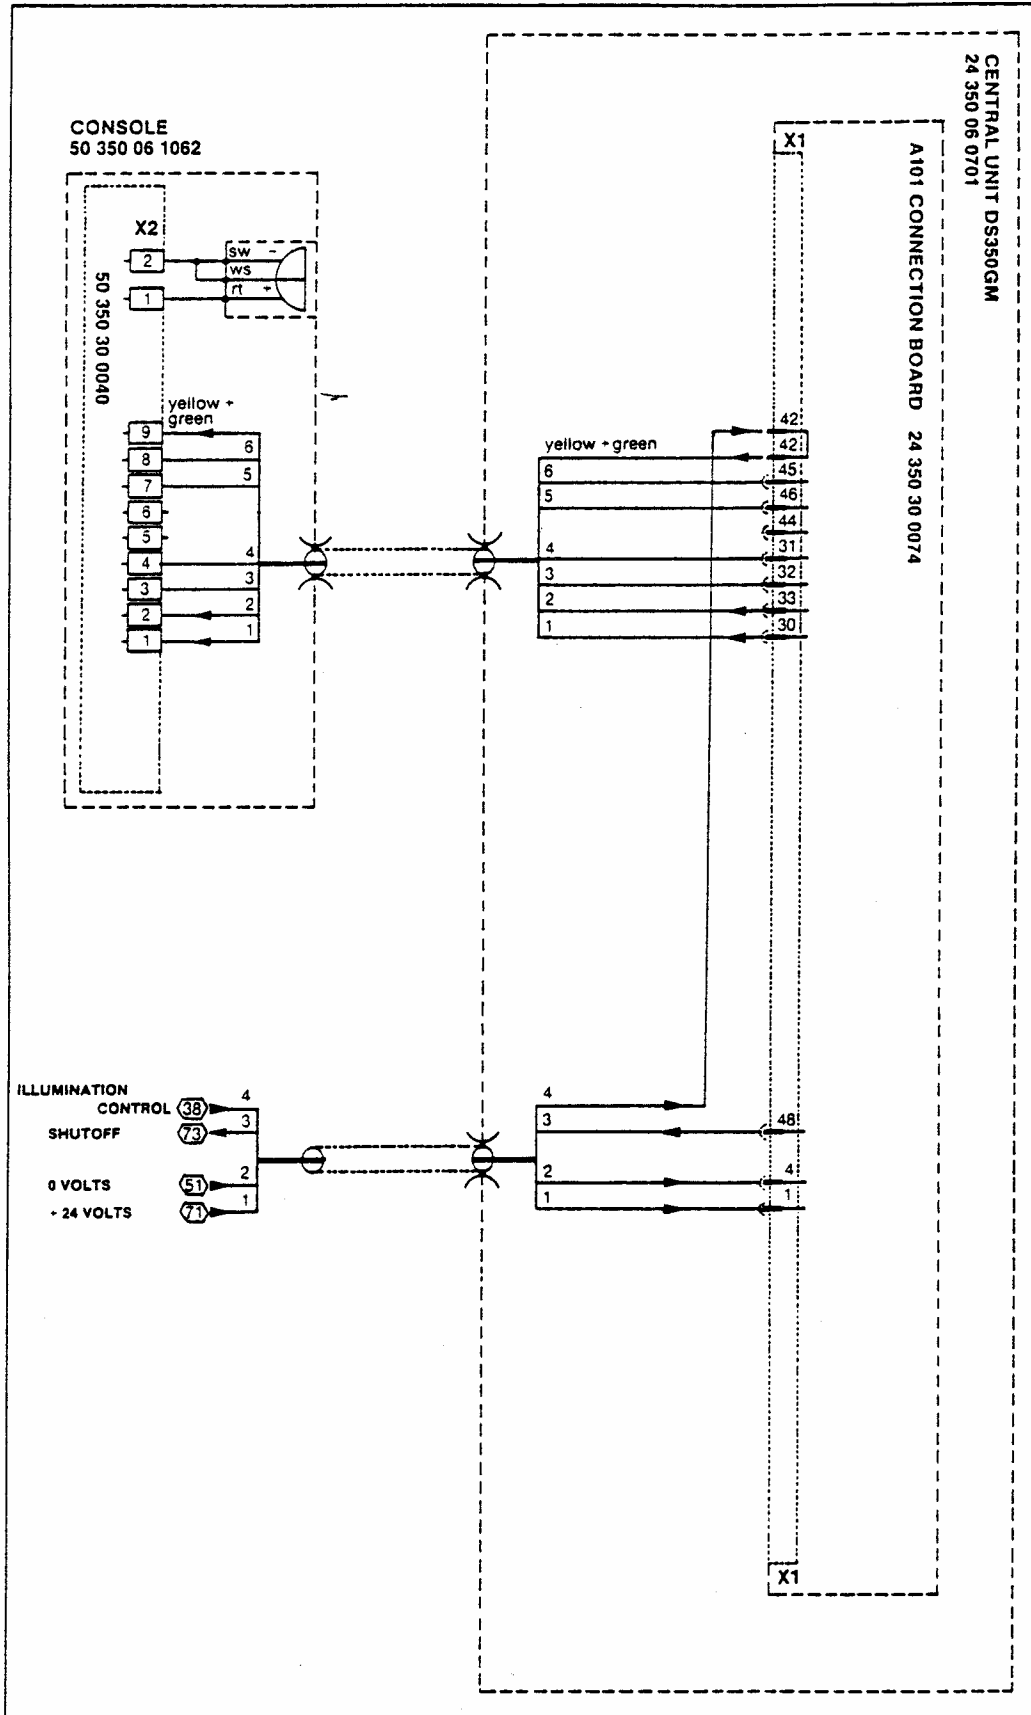 CENTRAL UNIT DS350GM
24 350 06 0701
CONSOLE
50 350 06 1062
X1
A101 CONNECTION BOARD 24 350 30 0074
X2
2
sw -
ws
1
rt +
50 350 30 0040
yellow +
green
9
6
8
5
7
6
5
4
4
3
3
2
2
1
1
42
yellow + green
42
6
45
5
46
44
4
31
3
32
2
33
1
30
ILLUMINATION
CONTROL 38
4
SHUTOFF 73
3
0 VOLTS 51
2
+ 24 VOLTS 71
1
4
3
48
2
4
1
1
X1